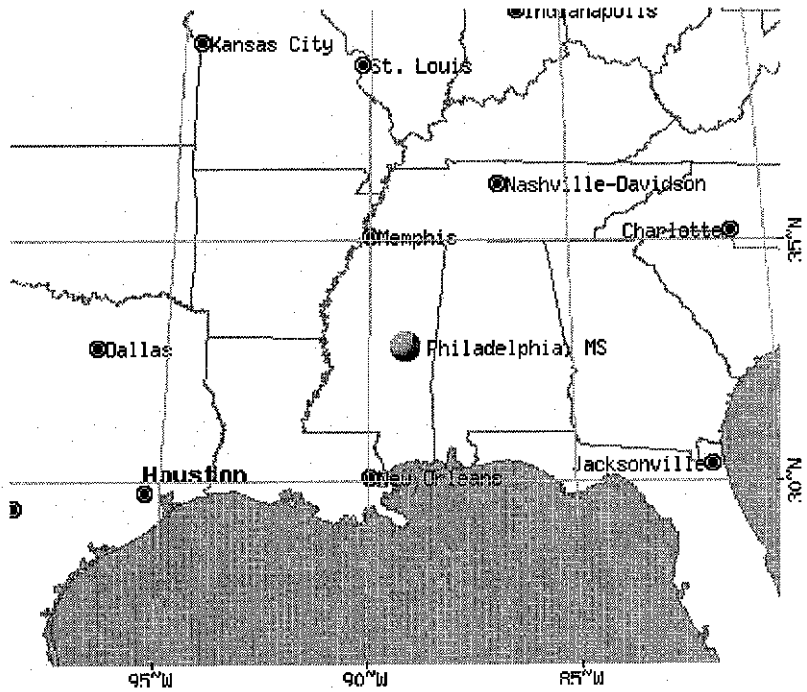 Indianapolis
Kansas City
St. Louis
Nashville-Davidson
Charlotte
Memphis
35°N
Dallas
Philadelphia, MS
Jacksonville
Houston
New Orleans
30°N
95°W
90°W
85°W